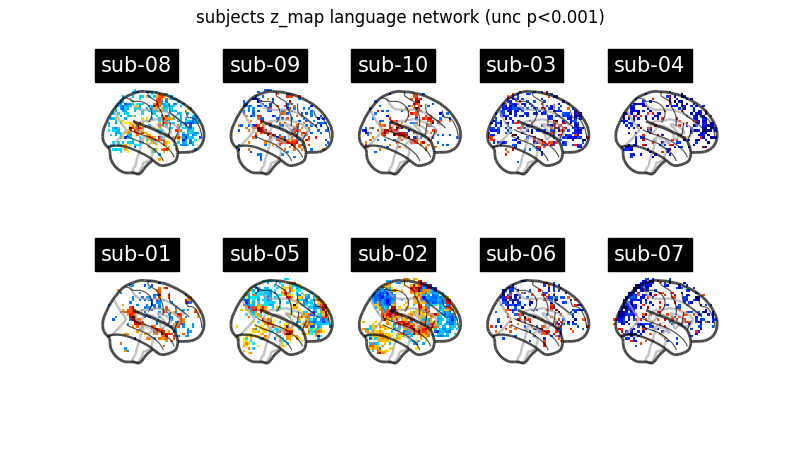 subjects z_map language network (unc p<0.001)
sub-08 sub-09 sub-10 sub-03 sub-04
sub-01 sub-05 sub-02 sub-06 sub-07